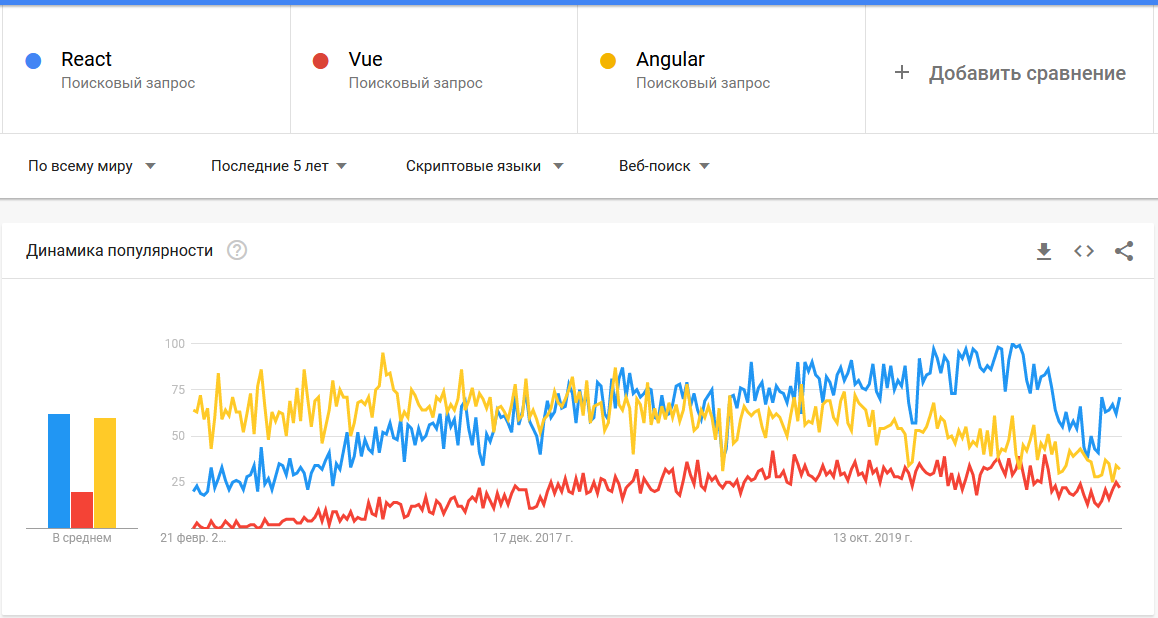 React
Поисковый запрос
Vue
Поисковый запрос
Angular
Поисковый запрос
+ Добавить сравнение
По всему миру
Последние 5 лет
Скриптовые языки
Веб-поиск
Динамика популярности ?
100
75
50
25
В среднем
21 февр. 2...
17 дек. 2017 г.
13 окт. 2019 г.